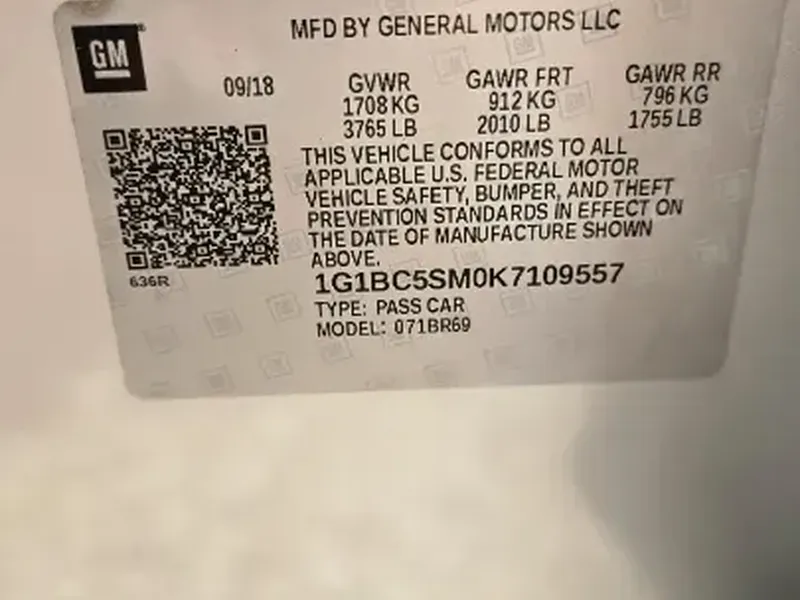 MFD BY GENERAL MOTORS LLC
GM
09/18
GVWR GAWR FRT GAWR RR
1708 KG 912 KG 796 KG
3765 LB 2010 LB 1755 LB
THIS VEHICLE CONFORMS TO ALL
APPLICABLE U.S. FEDERAL MOTOR
VEHICLE SAFETY, BUMPER, AND THEFT
PREVENTION STANDARDS IN EFFECT ON
THE DATE OF MANUFACTURE SHOWN
ABOVE.
636R
1G1BC5SM0K7109557
TYPE: PASS CAR
MODEL: 071BR69